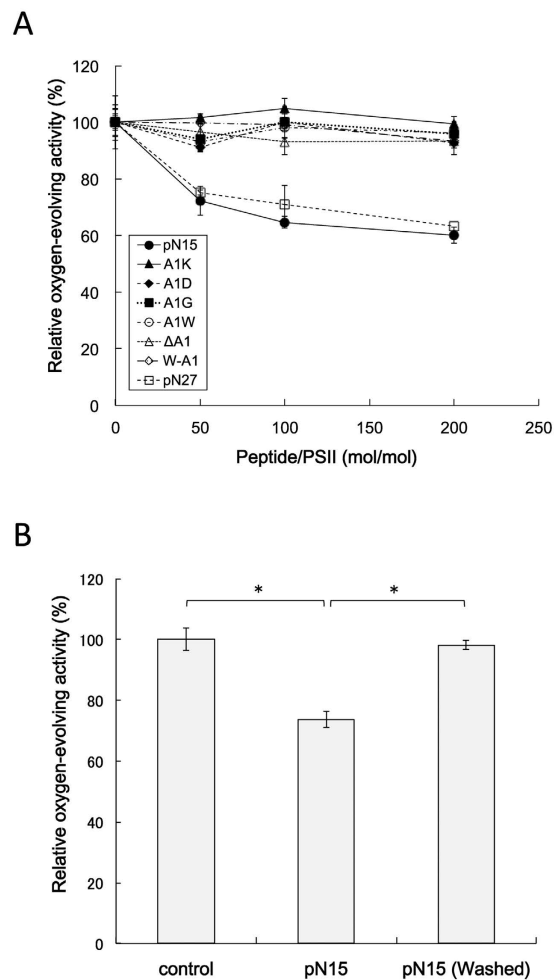 A
Relative oxygen-evolving activity (%)
120
100
80
60
40
20
0
pN15
A1K
A1D
A1G
A1W
ΔA1
W-A1
pN27
0
50
100
150
200
250
Peptide/PSII (mol/mol)
B
Relative oxygen-evolving activity (%)
120
100
80
60
40
20
0
*
*
control
pN15
pN15 (Washed)